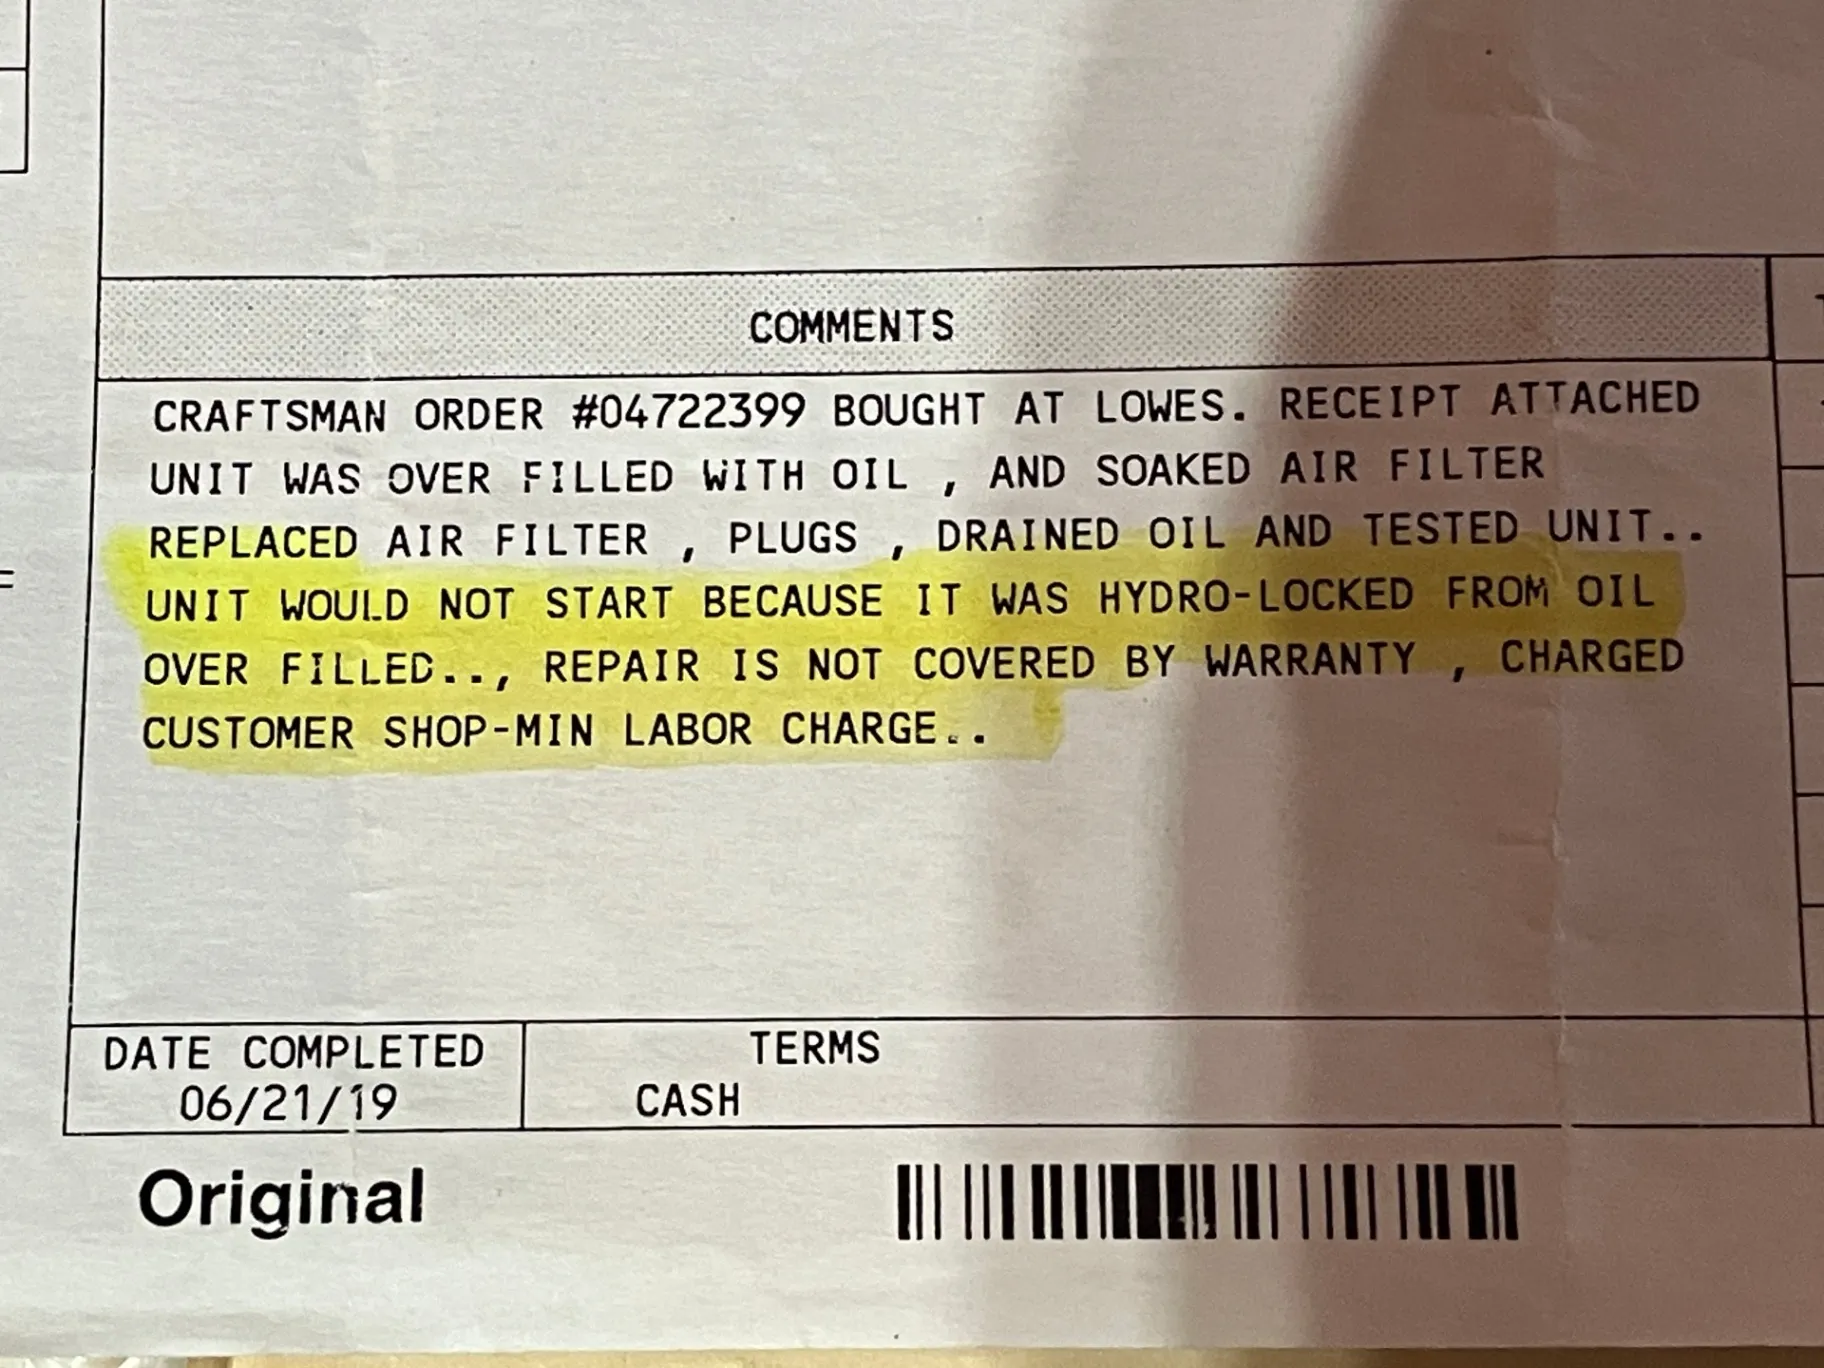 COMMENTS
CRAFTSMAN ORDER #04722399 BOUGHT AT LOWES. RECEIPT ATTACHED
UNIT WAS OVER FILLED WITH OIL , AND SOAKED AIR FILTER
REPLACED AIR FILTER , PLUGS , DRAINED OIL AND TESTED UNIT..
UNIT WOULD NOT START BECAUSE IT WAS HYDRO-LOCKED FROM OIL
OVER FILLED.., REPAIR IS NOT COVERED BY WARRANTY , CHARGED
CUSTOMER SHOP-MIN LABOR CHARGE..
DATE COMPLETED
06/21/19
TERMS
CASH
Original